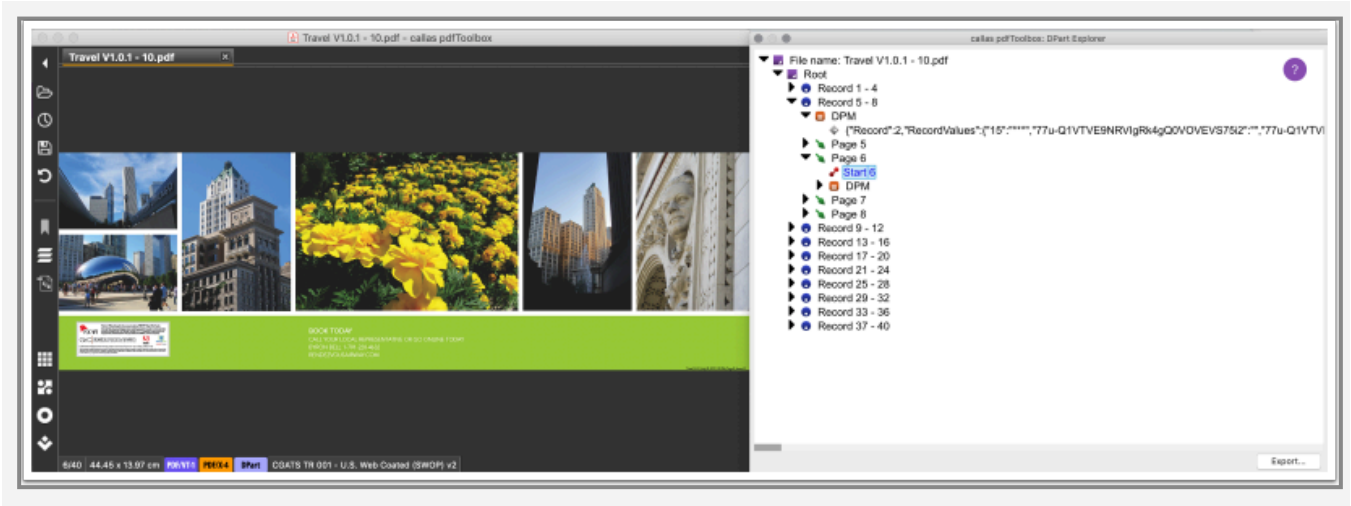 Travel V1.0.1 - 10.pdf - callas pdfToolbox
Travel V1.0.1 - 10.pdf ×
BOOK TODAY
6/40 44.45 x 13.97 cm PDF/VT-1 PDF/X-4 DPart CGATS TR 001 - U.S. Web Coated (SWOP) v2
callas pdfToolbox: DPart Explorer
File name: Travel V1.0.1 - 10.pdf
?
Root
Record 1 - 4
Record 5 - 8
DPM
{"Record":2,"RecordValues":{"15":"****","77u-Q1VTVE9NRVIgRk4gQ0VOVEVS75i2":"","77u-Q1VTVI
Page 5
Page 6
Start 6
DPM
Page 7
Page 8
Record 9 - 12
Record 13 - 16
Record 17 - 20
Record 21 - 24
Record 25 - 28
Record 29 - 32
Record 33 - 36
Record 37 - 40
Export...